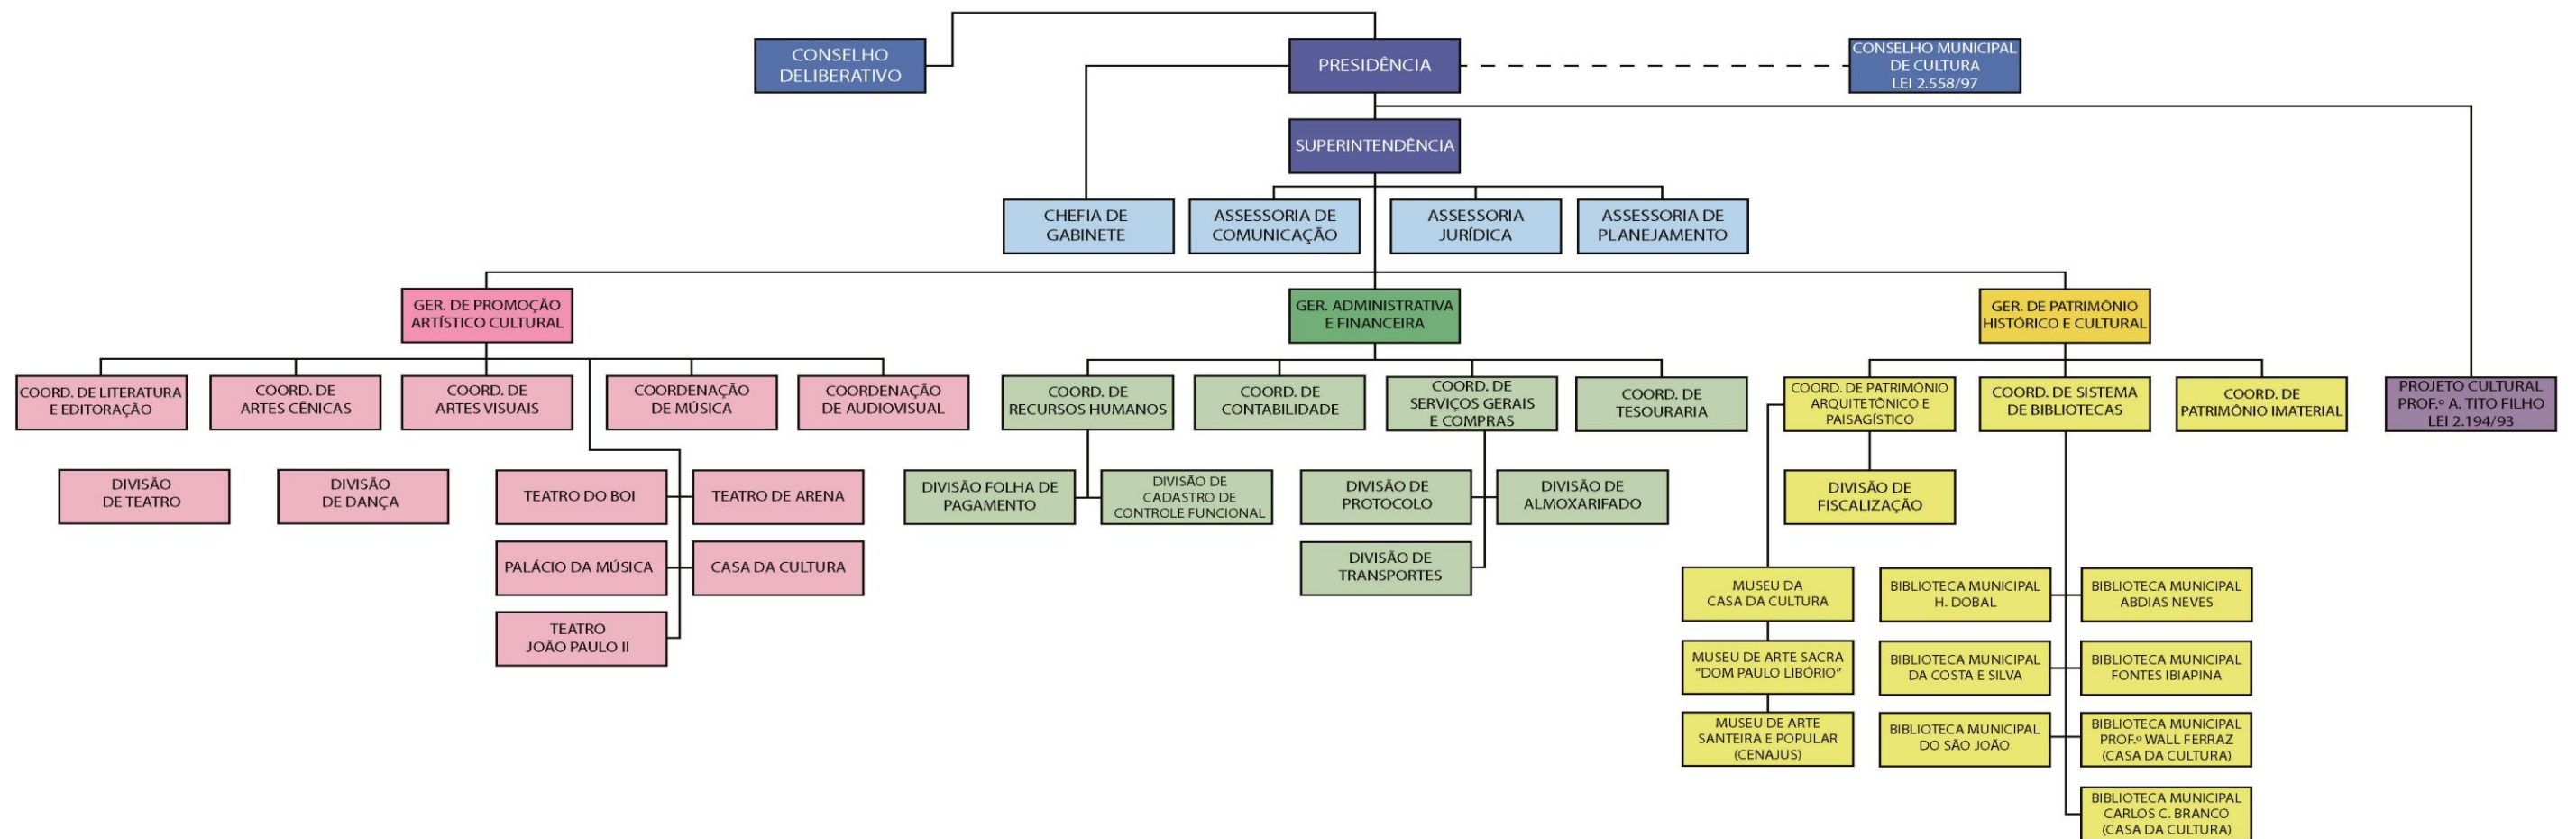 CONSELHO
DELIBERATIVO
PRESIDÊNCIA
CONSELHO MUNICIPAL
DE CULTURA
LEI 2.558/97
SUPERINTENDÊNCIA
CHEFIA DE
GABINETE
ASSESSORIA DE
COMUNICAÇÃO
ASSESSORIA
JURÍDICA
ASSESSORIA DE
PLANEJAMENTO
GER. DE PROMOÇÃO
ARTÍSTICO CULTURAL
GER. ADMINISTRATIVA
E FINANCEIRA
GER. DE PATRIMÔNIO
HISTÓRICO E CULTURAL
COORD. DE LITERATURA
E EDITORAÇÃO
COORD. DE
ARTES CÊNICAS
COORD. DE
ARTES VISUAIS
COORDENAÇÃO
DE MÚSICA
COORDENAÇÃO
DE AUDIOVISUAL
COORD. DE
RECURSOS HUMANOS
COORD. DE
CONTABILIDADE
COORD. DE
SERVIÇOS GERAIS
E COMPRAS
COORD. DE
TESOURARIA
COORD. DE PATRIMÔNIO
ARQUITETÔNICO E
PAISAGÍSTICO
COORD. DE SISTEMA
DE BIBLIOTECAS
COORD. DE
PATRIMÔNIO IMATERIAL
PROJETO CULTURAL
PROF.º A. TITO FILHO
LEI 2.194/93
DIVISÃO
DE TEATRO
DIVISÃO
DE DANÇA
TEATRO DO BOI
TEATRO DE ARENA
DIVISÃO FOLHA DE
PAGAMENTO
DIVISÃO DE
CADASTRO DE
CONTROLE FUNCIONAL
DIVISÃO DE
PROTOCOLO
DIVISÃO DE
ALMOXARIFADO
DIVISÃO DE
FISCALIZAÇÃO
PALÁCIO DA MÚSICA
CASA DA CULTURA
DIVISÃO DE
TRANSPORTES
MUSEU DA
CASA DA CULTURA
BIBLIOTECA MUNICIPAL
H. DOBAL
BIBLIOTECA MUNICIPAL
ABDIAS NEVES
TEATRO
JOÃO PAULO II
MUSEU DE ARTE SACRA
“DOM PAULO LIBÓRIO”
BIBLIOTECA MUNICIPAL
DA COSTA E SILVA
BIBLIOTECA MUNICIPAL
FONTES IBIAPINA
MUSEU DE ARTE
SANTEIRA E POPULAR
(CENAJUS)
BIBLIOTECA MUNICIPAL
DO SÃO JOÃO
BIBLIOTECA MUNICIPAL
PROF.º WALL FERRAZ
(CASA DA CULTURA)
BIBLIOTECA MUNICIPAL
CARLOS C. BRANCO
(CASA DA CULTURA)